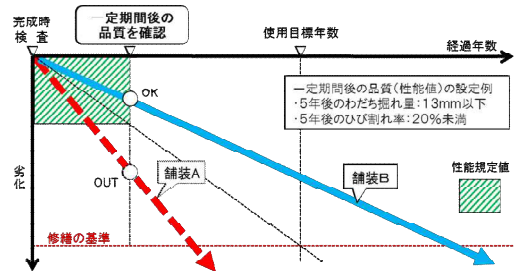 完成時
検 査
一定期間後の
品質を確認
使用目標年数
経過年数
OK
一定期間後の品質(性能値)の設定例
・5年後のわだち掘れ量:13mm以下
・5年後のひび割れ率:20%未満
劣化
OUT
舗装A
舗装B
性能規定値
修繕の基準